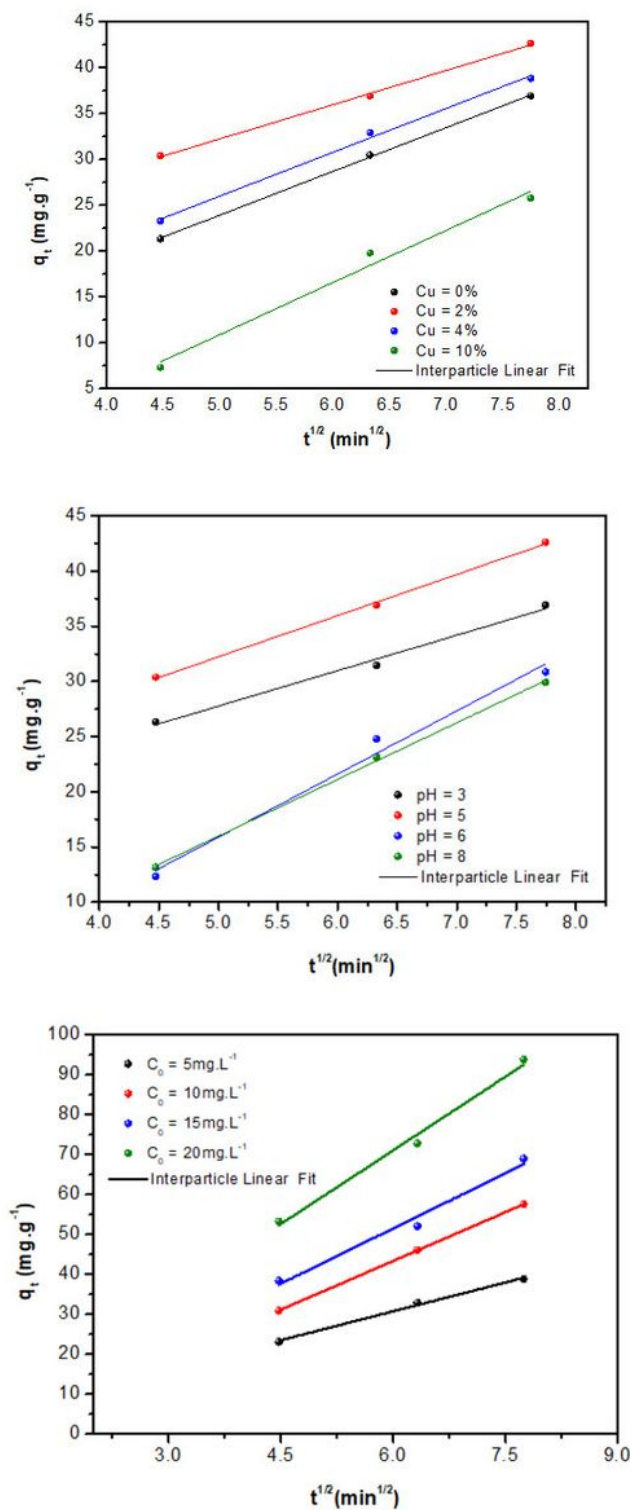 45
40
35
30
25
20
15
10
5
q_t (mg.g^-1)
Cu = 0%
Cu = 2%
Cu = 4%
Cu = 10%
Interparticle Linear Fit
4.0 4.5 5.0 5.5 6.0 6.5 7.0 7.5 8.0
t^1/2 (min^1/2)
45
40
35
30
25
20
15
10
q_t (mg.g^-1)
pH = 3
pH = 5
pH = 6
pH = 8
Interparticle Linear Fit
4.0 4.5 5.0 5.5 6.0 6.5 7.0 7.5 8.0
t^1/2(min^1/2)
100
90
80
70
60
50
40
30
20
10
0
q_t (mg.g^-1)
C_0 = 5mg.L^-1
C_0 = 10mg.L^-1
C_0 = 15mg.L^-1
C_0 = 20mg.L^-1
Interparticle Linear Fit
3.0 4.5 6.0 7.5 9.0
t^1/2(min^1/2)